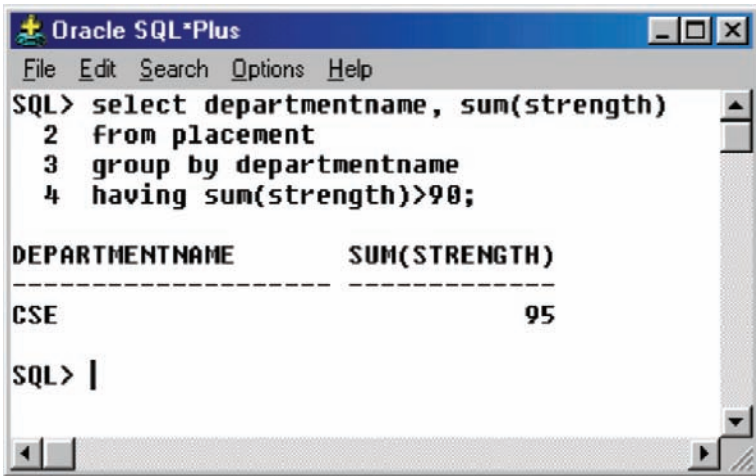 Oracle SQL*Plus
File Edit Search Options Help
SQL> select departmentname, sum(strength)
2 from placement
3 group by departmentname
4 having sum(strength)>90;
DEPARTMENTNAME SUM(STRENGTH)
-------------------- -------------
CSE 95
SQL>